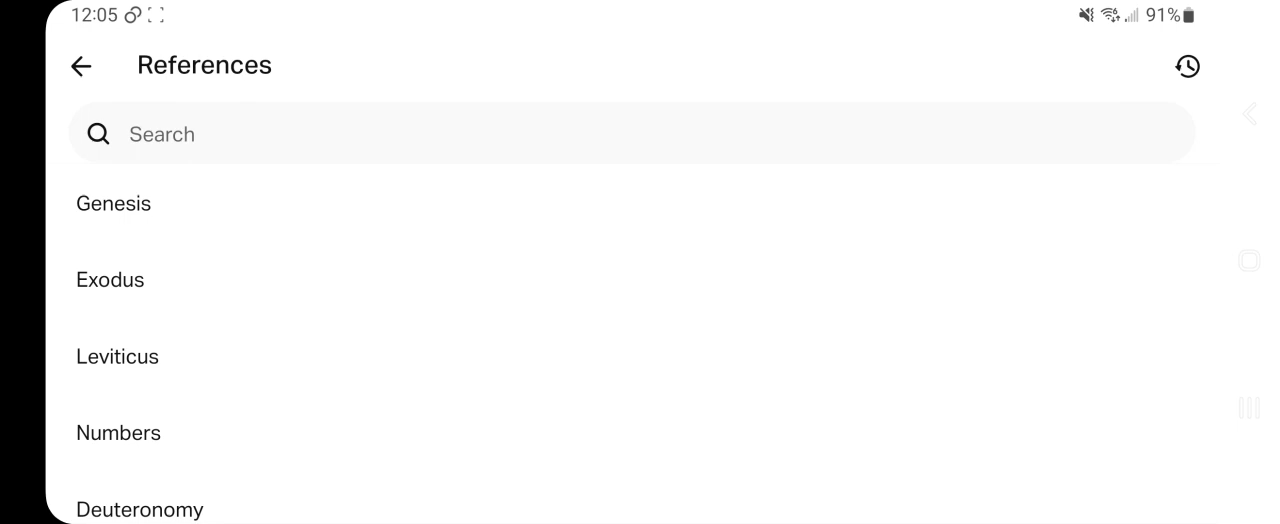 12:05 91%
References
Search
Genesis
Exodus
Leviticus
Numbers
Deuteronomy